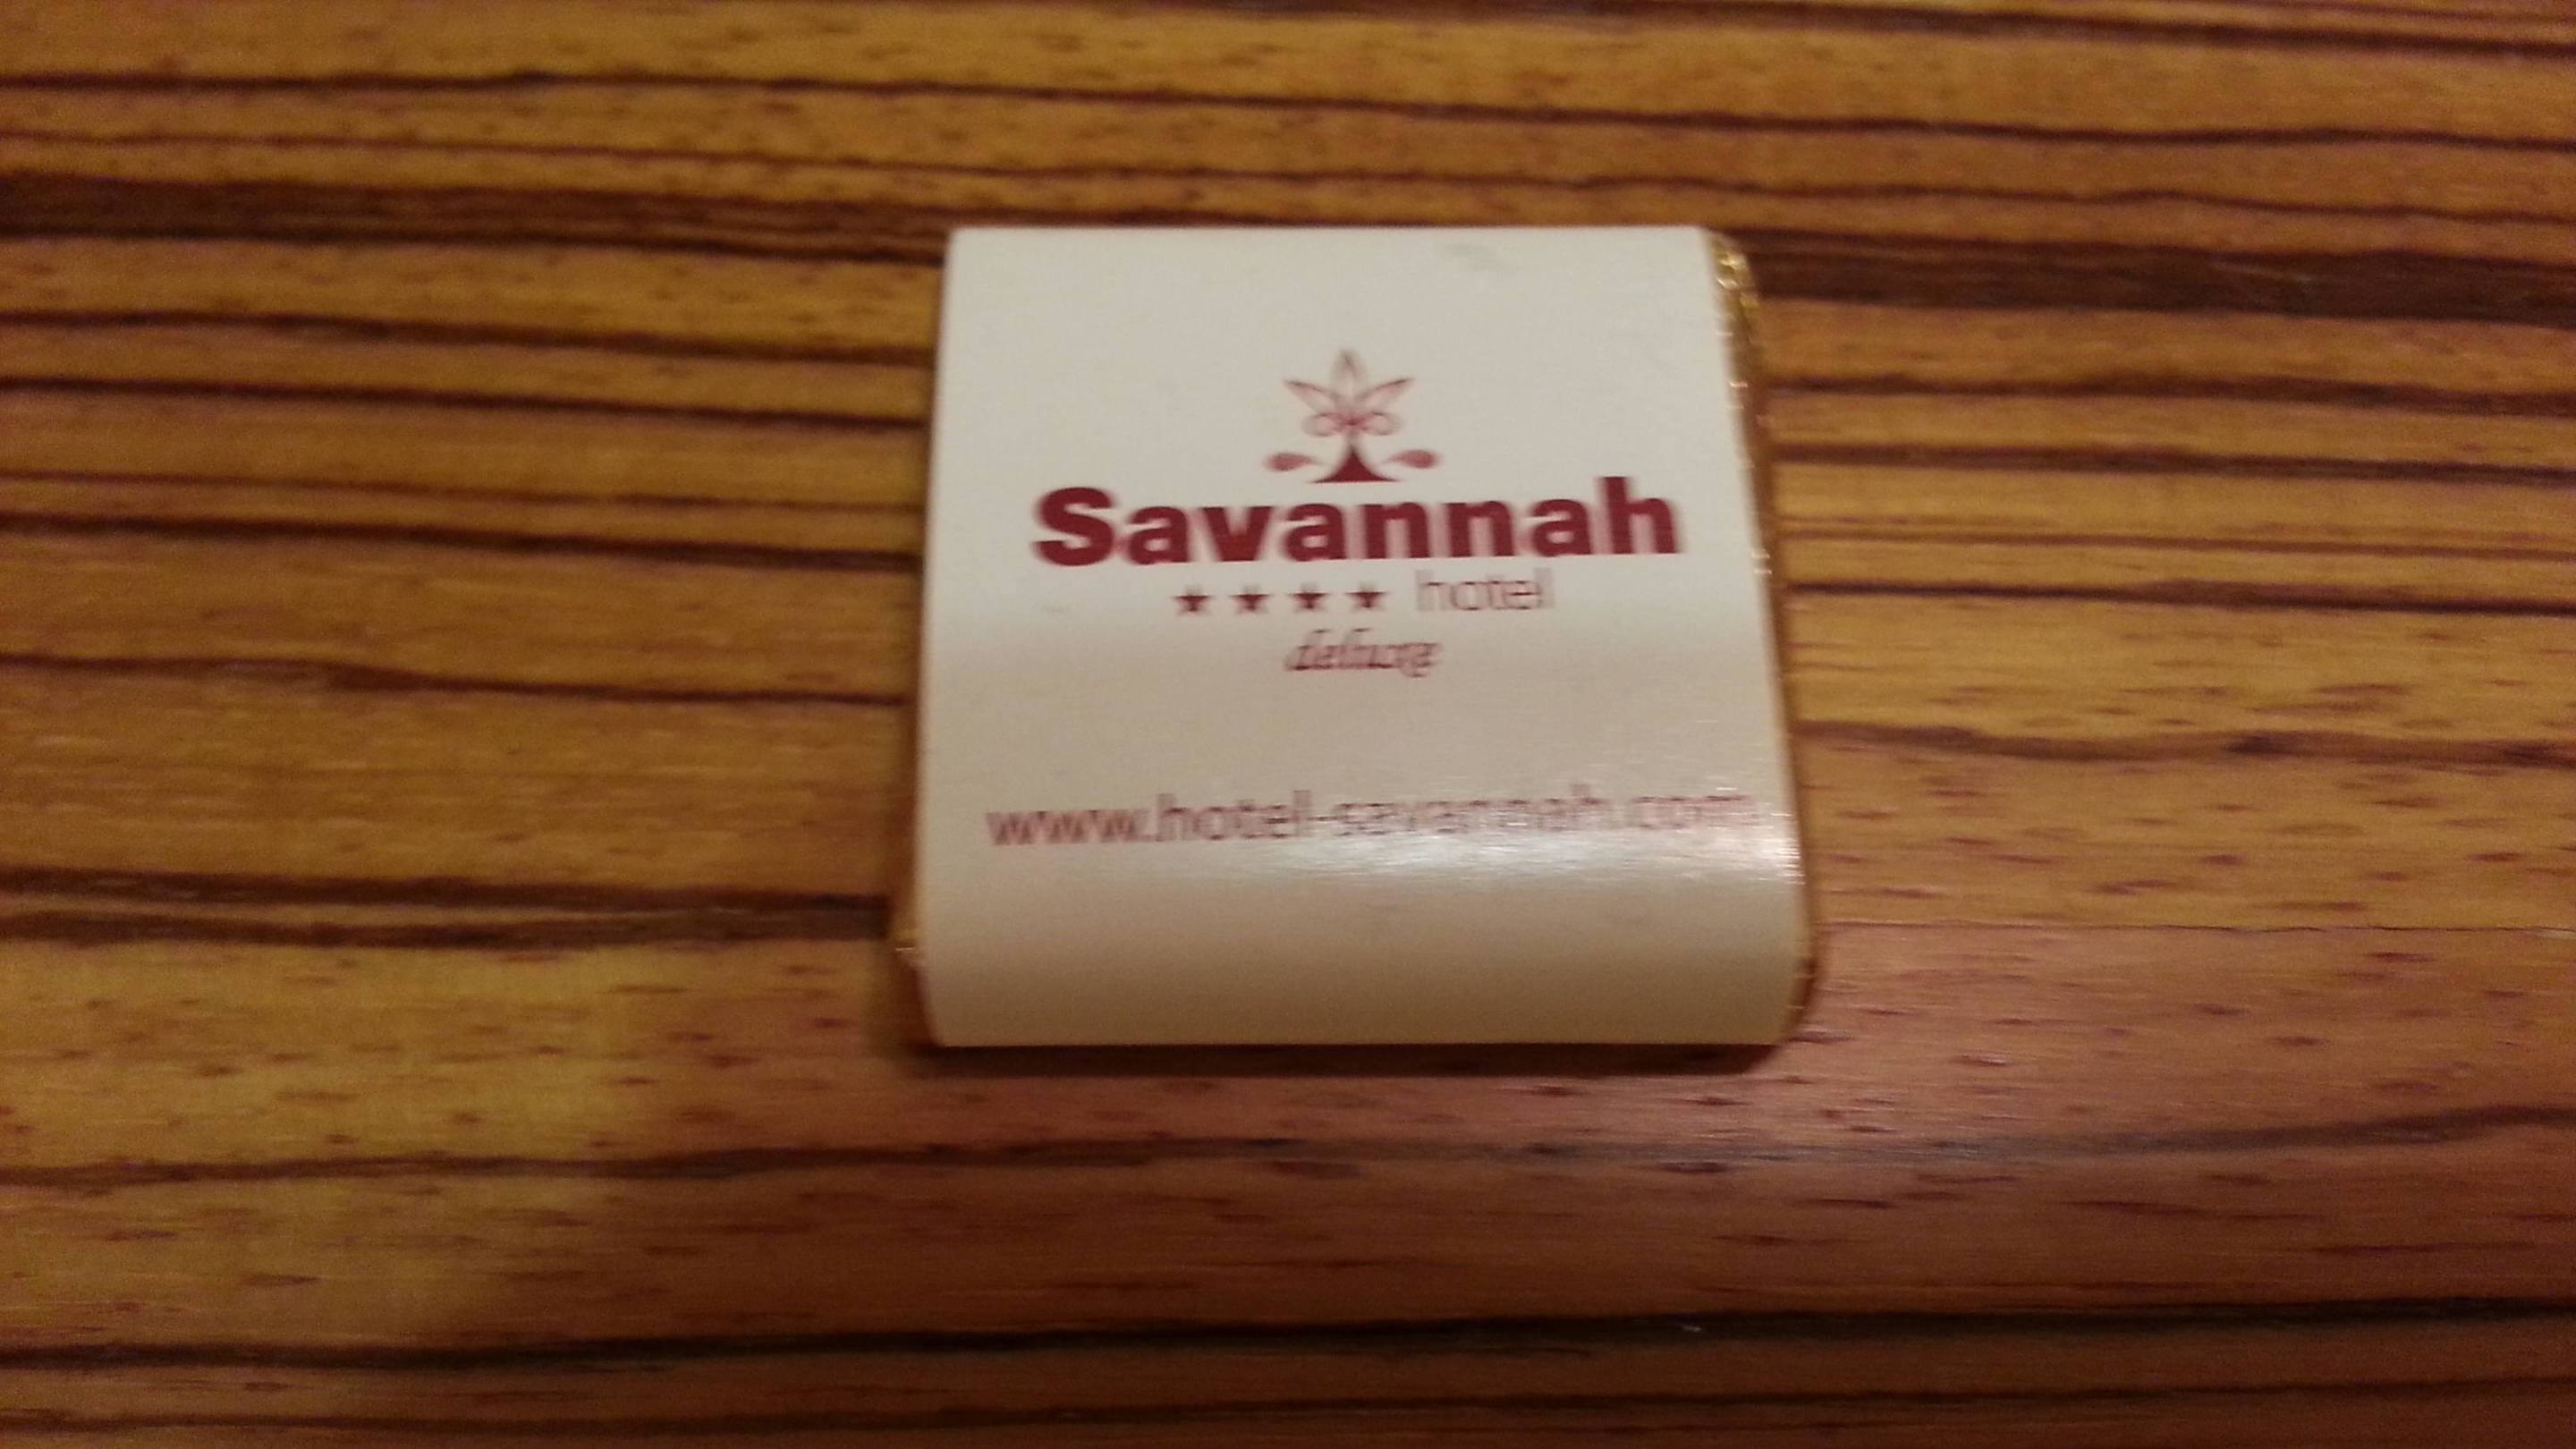 Savannah
★★★★ hotel
deluxe
www.hotel-savannah.com